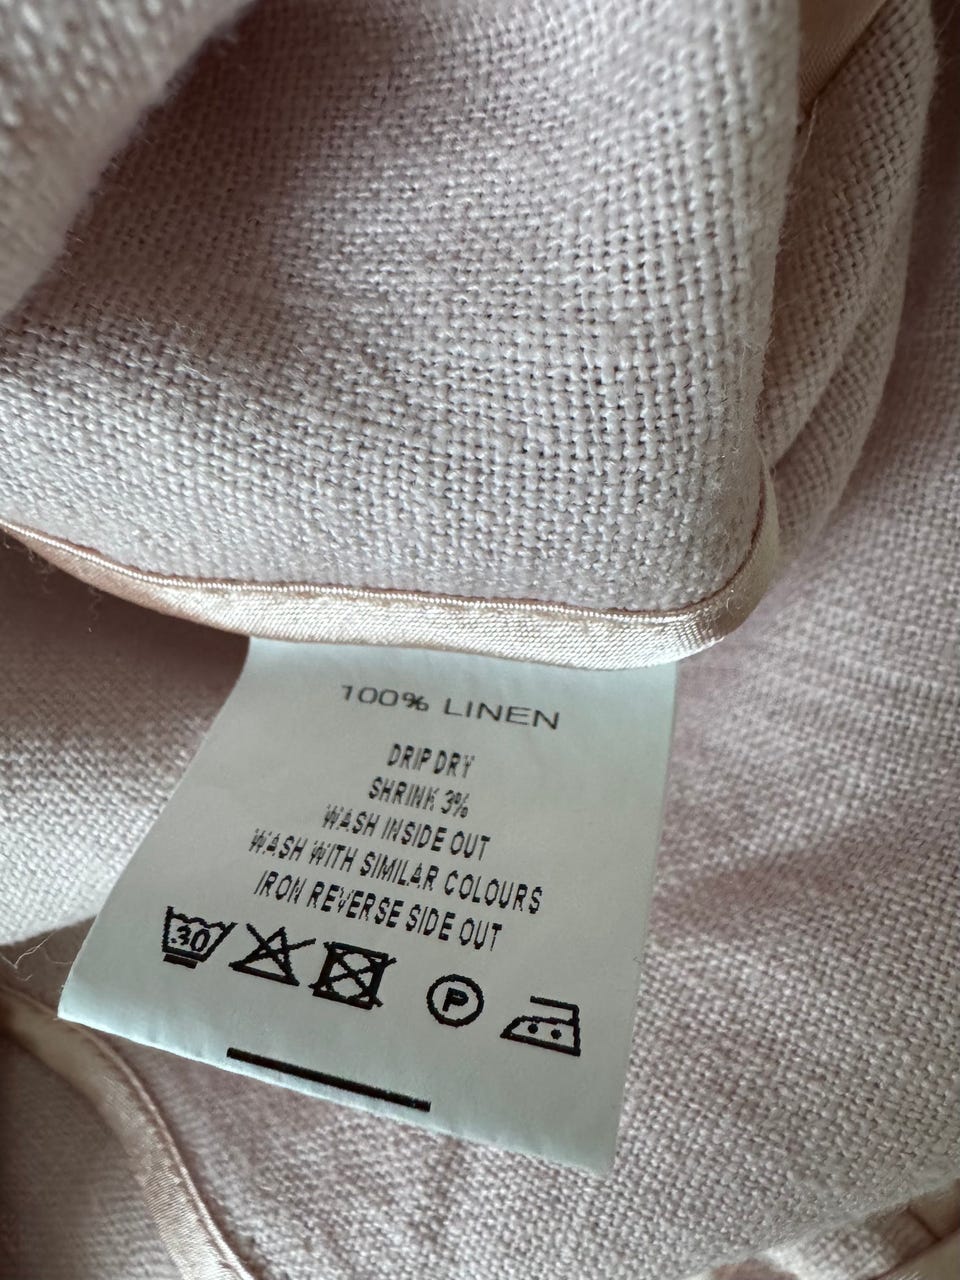 100% LINEN
DRIP DRY
SHRINK 3%
WASH INSIDE OUT
WASH WITH SIMILAR COLOURS
IRON REVERSE SIDE OUT
30 P